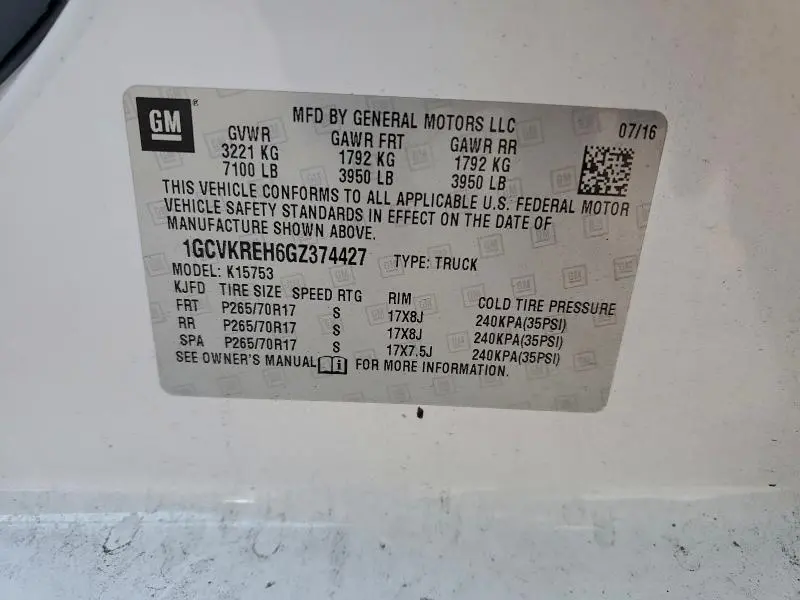 GM
MFD BY GENERAL MOTORS LLC 07/16
GVWR GAWR FRT GAWR RR
3221 KG 1792 KG 1792 KG
7100 LB 3950 LB 3950 LB
THIS VEHICLE CONFORMS TO ALL APPLICABLE U.S. FEDERAL MOTOR
VEHICLE SAFETY STANDARDS IN EFFECT ON THE DATE OF
MANUFACTURE SHOWN ABOVE.
1GCVKREH6GZ374427 TYPE: TRUCK
MODEL: K15753
KJFD TIRE SIZE SPEED RTG RIM COLD TIRE PRESSURE
FRT P265/70R17 S 17X8J 240KPA(35PSI)
RR P265/70R17 S 17X8J 240KPA(35PSI)
SPA P265/70R17 S 17X7.5J 240KPA(35PSI)
SEE OWNER'S MANUAL FOR MORE INFORMATION.